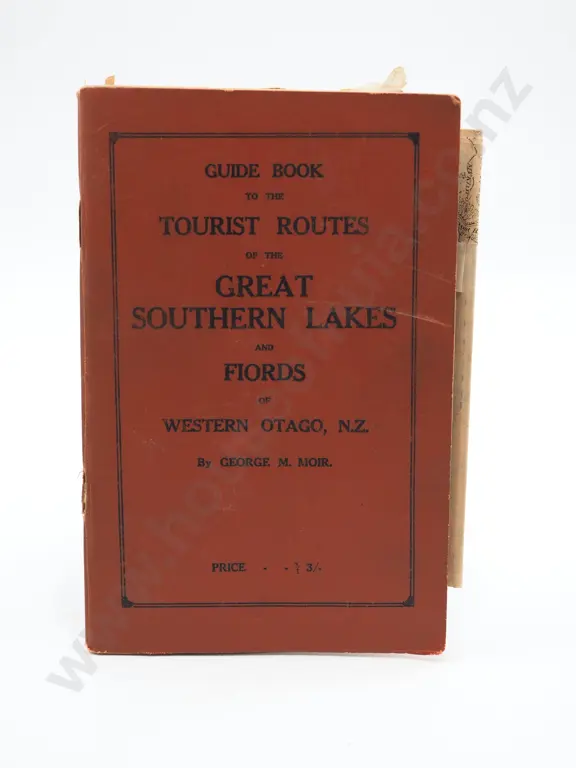 GUIDE BOOK
TO THE
TOURIST ROUTES
OF THE
GREAT
SOUTHERN LAKES
AND
FIORDS
OF
WESTERN OTAGO, N.Z.
By GEORGE M. MOIR.
PRICE - - 3/-